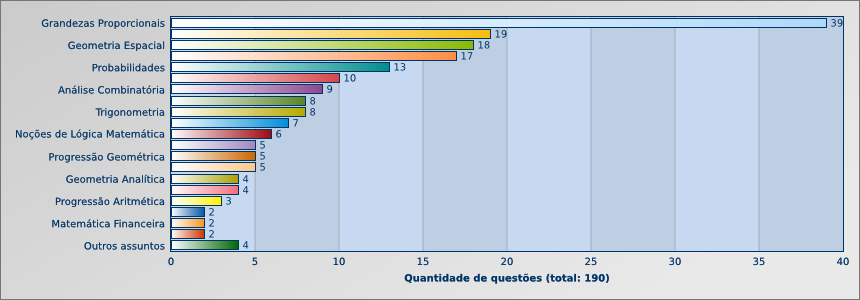 Grandezas Proporcionais 39
19
Geometria Espacial 18
17
Probabilidades 13
10
Análise Combinatória 9
8
Trigonometria 8
7
Noções de Lógica Matemática 6
5
Progressão Geométrica 5
5
Geometria Analítica 4
4
Progressão Aritmética 3
2
Matemática Financeira 2
2
Outros assuntos 4
0 5 10 15 20 25 30 35 40
Quantidade de questões (total: 190)